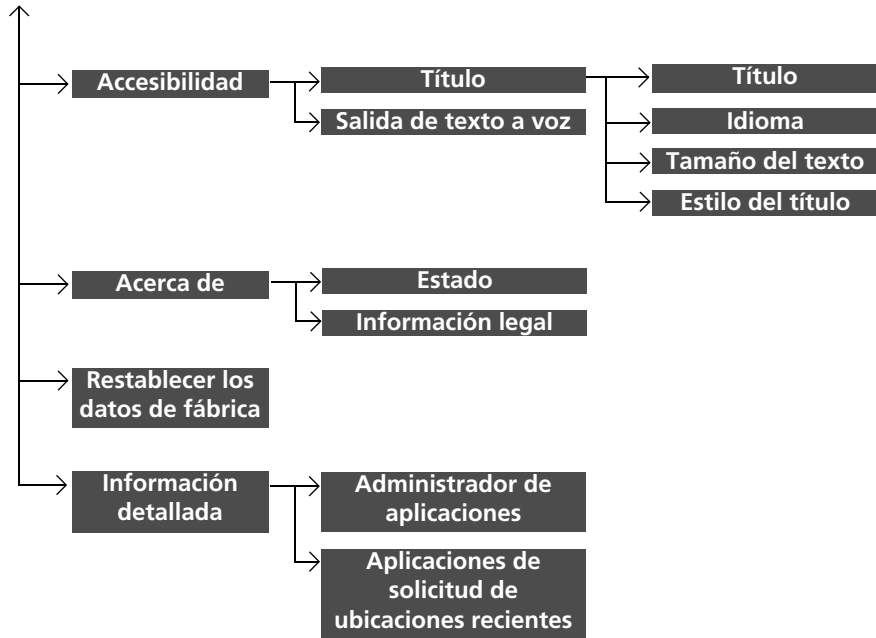 Accesibilidad
Título
Título
Salida de texto a voz
Idioma
Tamaño del texto
Estilo del título
Acerca de
Estado
Información legal
Restablecer los
datos de fábrica
Información
detallada
Administrador de
aplicaciones
Aplicaciones de
solicitud de
ubicaciones recientes